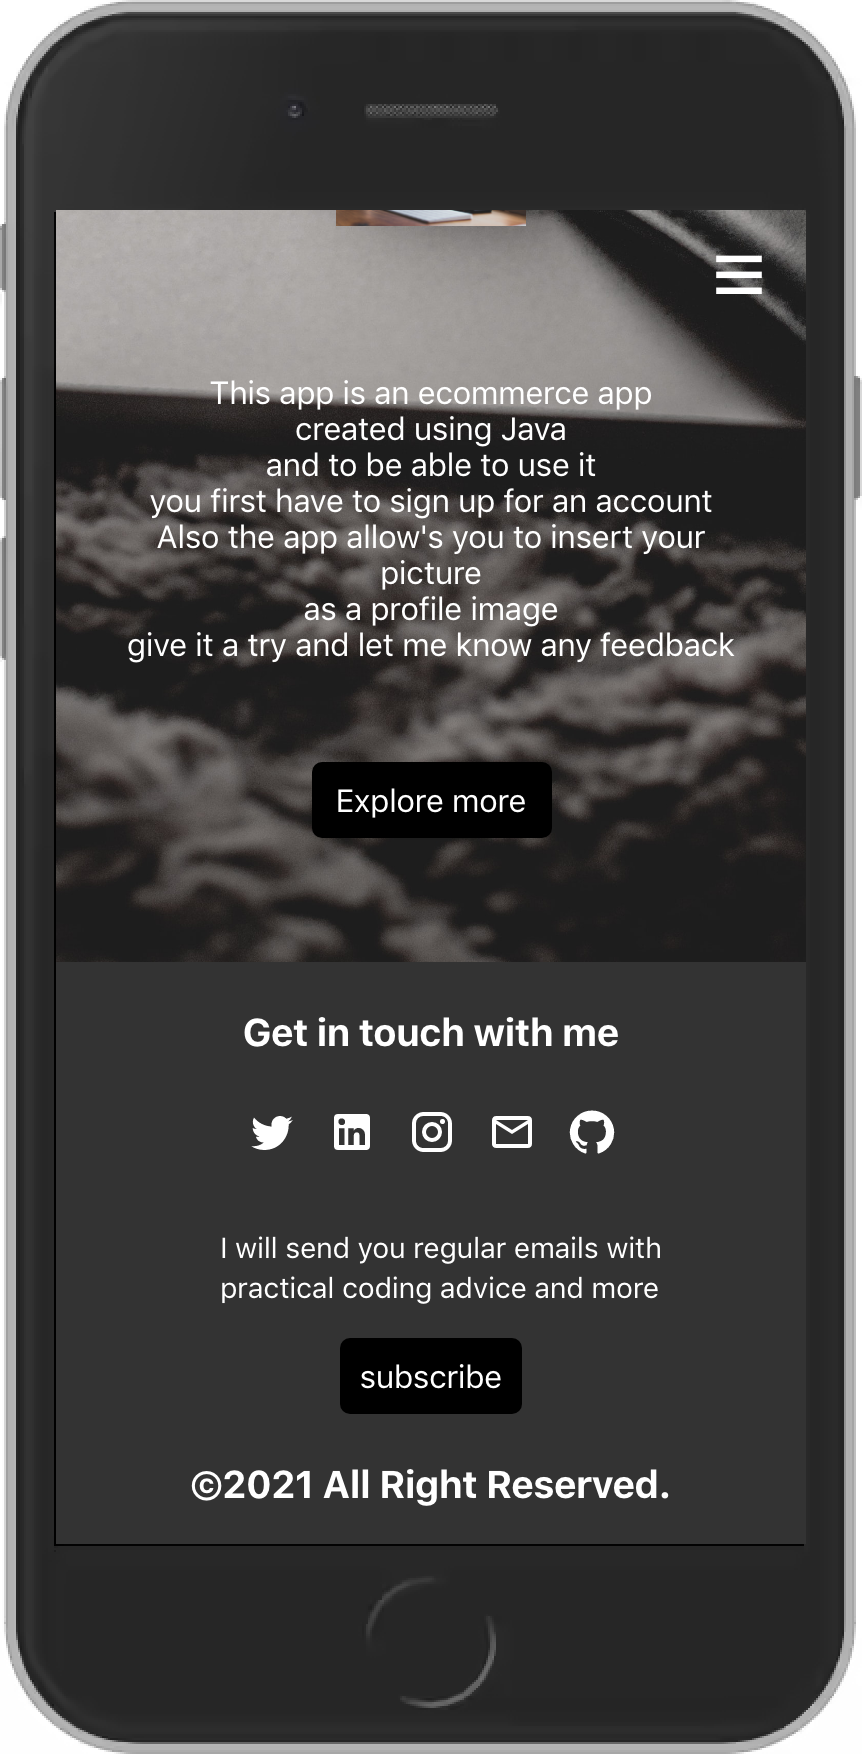 This app is an ecommerce app
created using Java
and to be able to use it
you first have to sign up for an account
Also the app allow's you to insert your
picture
as a profile image
give it a try and let me know any feedback
Explore more
Get in touch with me
in
I will send you regular emails with
practical coding advice and more
subscribe
©2021 All Right Reserved.